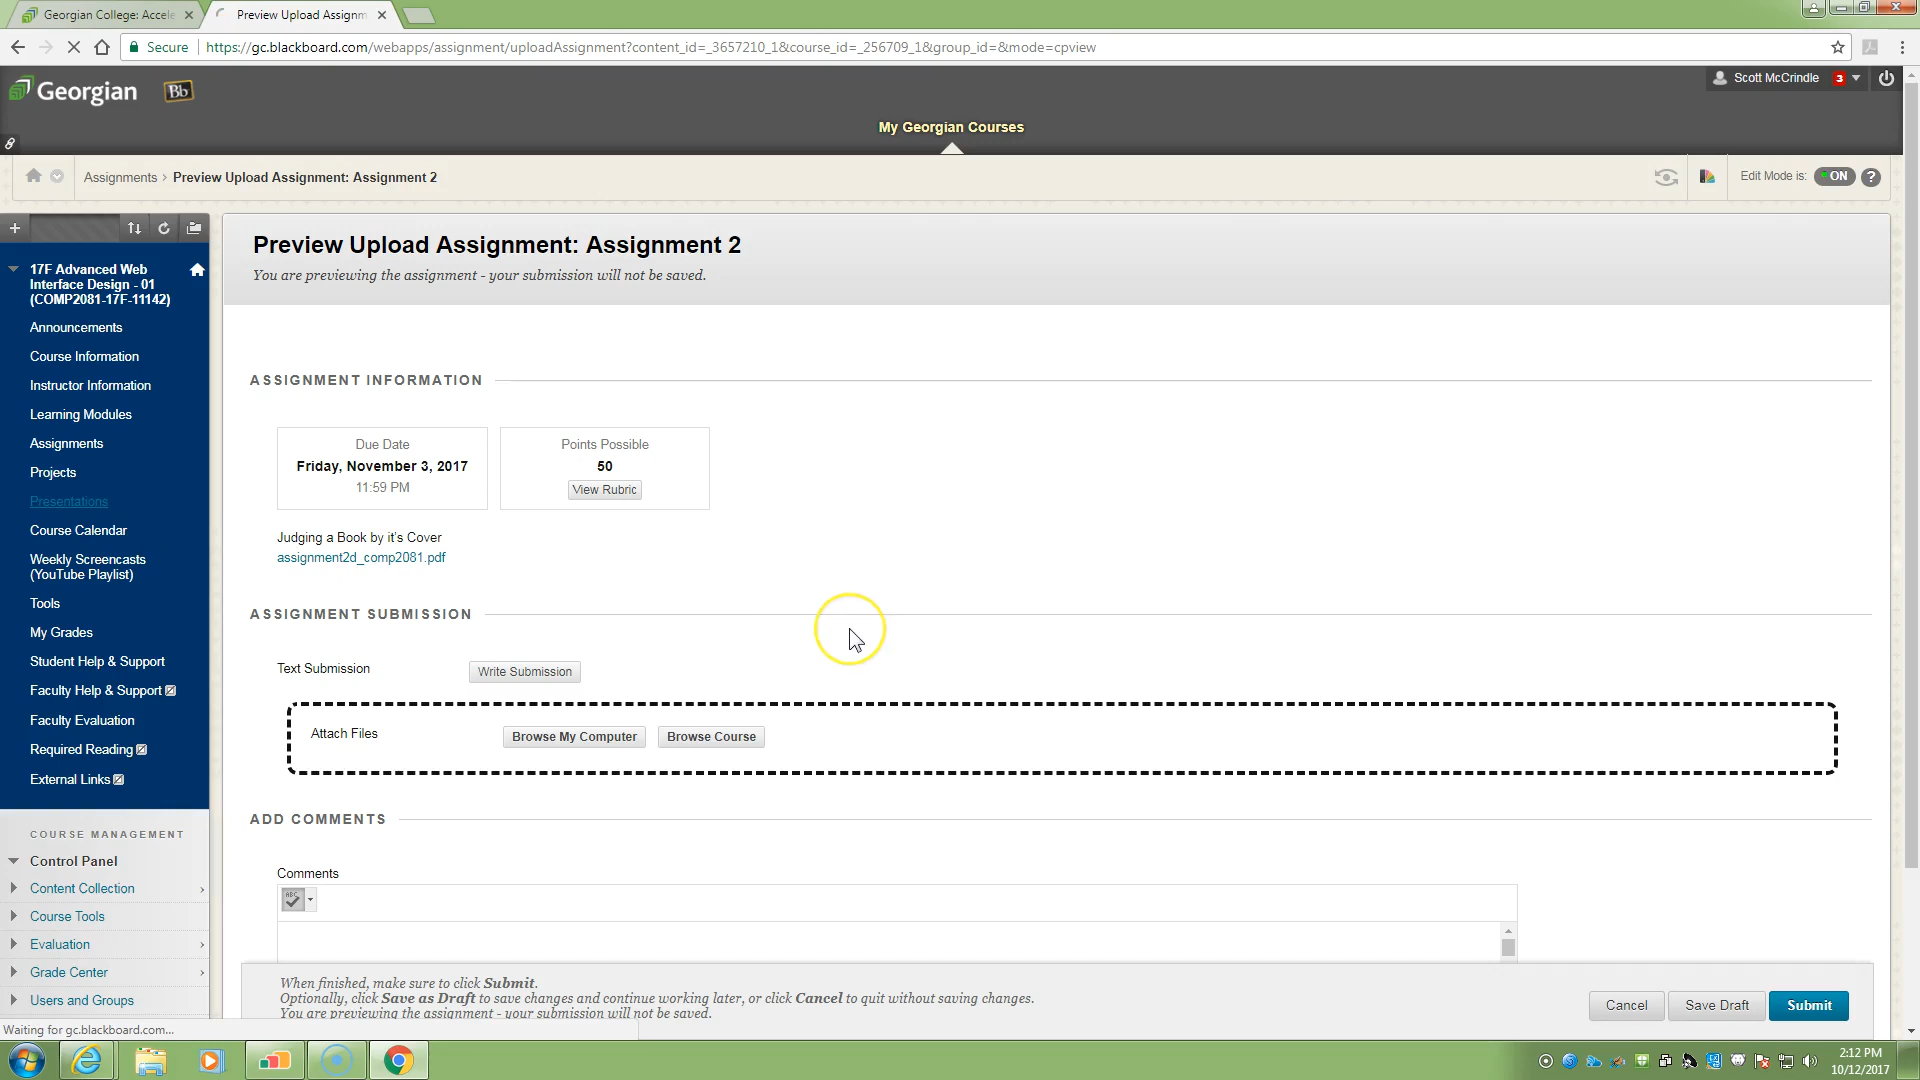 Georgian College: Accele
Preview Upload Assignm
Secure
https://gc.blackboard.com/webapps/assignment/uploadAssignment?content_id=_3657210_1&course_id=_256709_1&group_id=&mode=cpview
Georgian
Bb
Scott McCrindle
3
My Georgian Courses
Assignments › Preview Upload Assignment: Assignment 2
Edit Mode is:
ON
?
17F Advanced Web
Interface Design - 01
(COMP2081-17F-11142)
Announcements
Course Information
Instructor Information
Learning Modules
Assignments
Projects
Presentations
Course Calendar
Weekly Screencasts
(YouTube Playlist)
Tools
My Grades
Student Help & Support
Faculty Help & Support
Faculty Evaluation
Required Reading
External Links
COURSE MANAGEMENT
Control Panel
Content Collection
Course Tools
Evaluation
Grade Center
Users and Groups
Preview Upload Assignment: Assignment 2
You are previewing the assignment - your submission will not be saved.
ASSIGNMENT INFORMATION
Due Date
Friday, November 3, 2017
11:59 PM
Points Possible
50
View Rubric
Judging a Book by it's Cover
assignment2d_comp2081.pdf
ASSIGNMENT SUBMISSION
Text Submission
Write Submission
Attach Files
Browse My Computer
Browse Course
ADD COMMENTS
Comments
ABC
When finished, make sure to click Submit.
Optionally, click Save as Draft to save changes and continue working later, or click Cancel to quit without saving changes.
You are previewing the assignment - your submission will not be saved.
Cancel
Save Draft
Submit
Waiting for gc.blackboard.com...
2:12 PM
10/12/2017